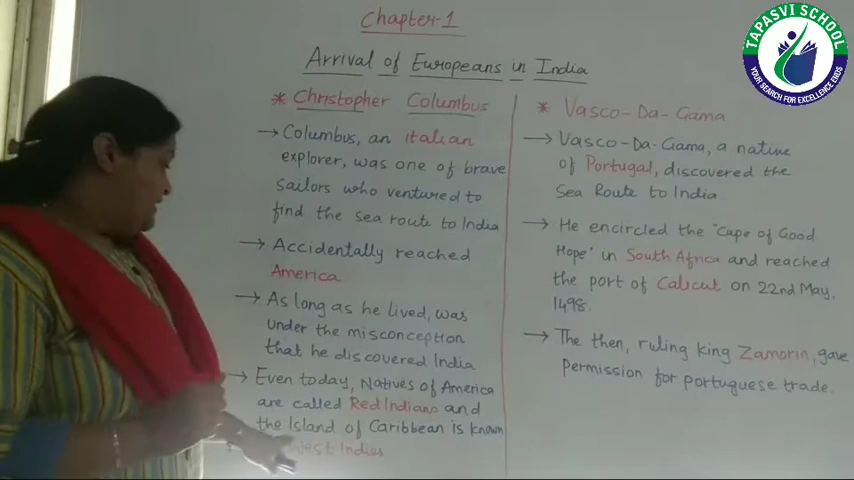 Chapter-1
Arrival of Europeans in India
* Christopher Columbus
→ Columbus, an italian
explorer, was one of brave
sailors who ventured to
find the sea route to India
→ Accidentally reached
America
→ As long as he lived, was
under the misconception
that he discovered India
→ Even today, Natives of America
are called Red Indians and
the Island of Caribbean is known
West Indies
* Vasco-Da-Gama
→ Vasco-Da-Gama, a native
of Portugal, discovered the
Sea Route to India
→ He encircled the "Cape of Good
Hope" in South Africa and reached
the port of Calicut on 22nd May,
1498.
→ The then, ruling king Zamorin, gave
Permission for portuguese trade.
TAPASVI SCHOOL
YOUR SEARCH FOR EXCELLENCE ENDS